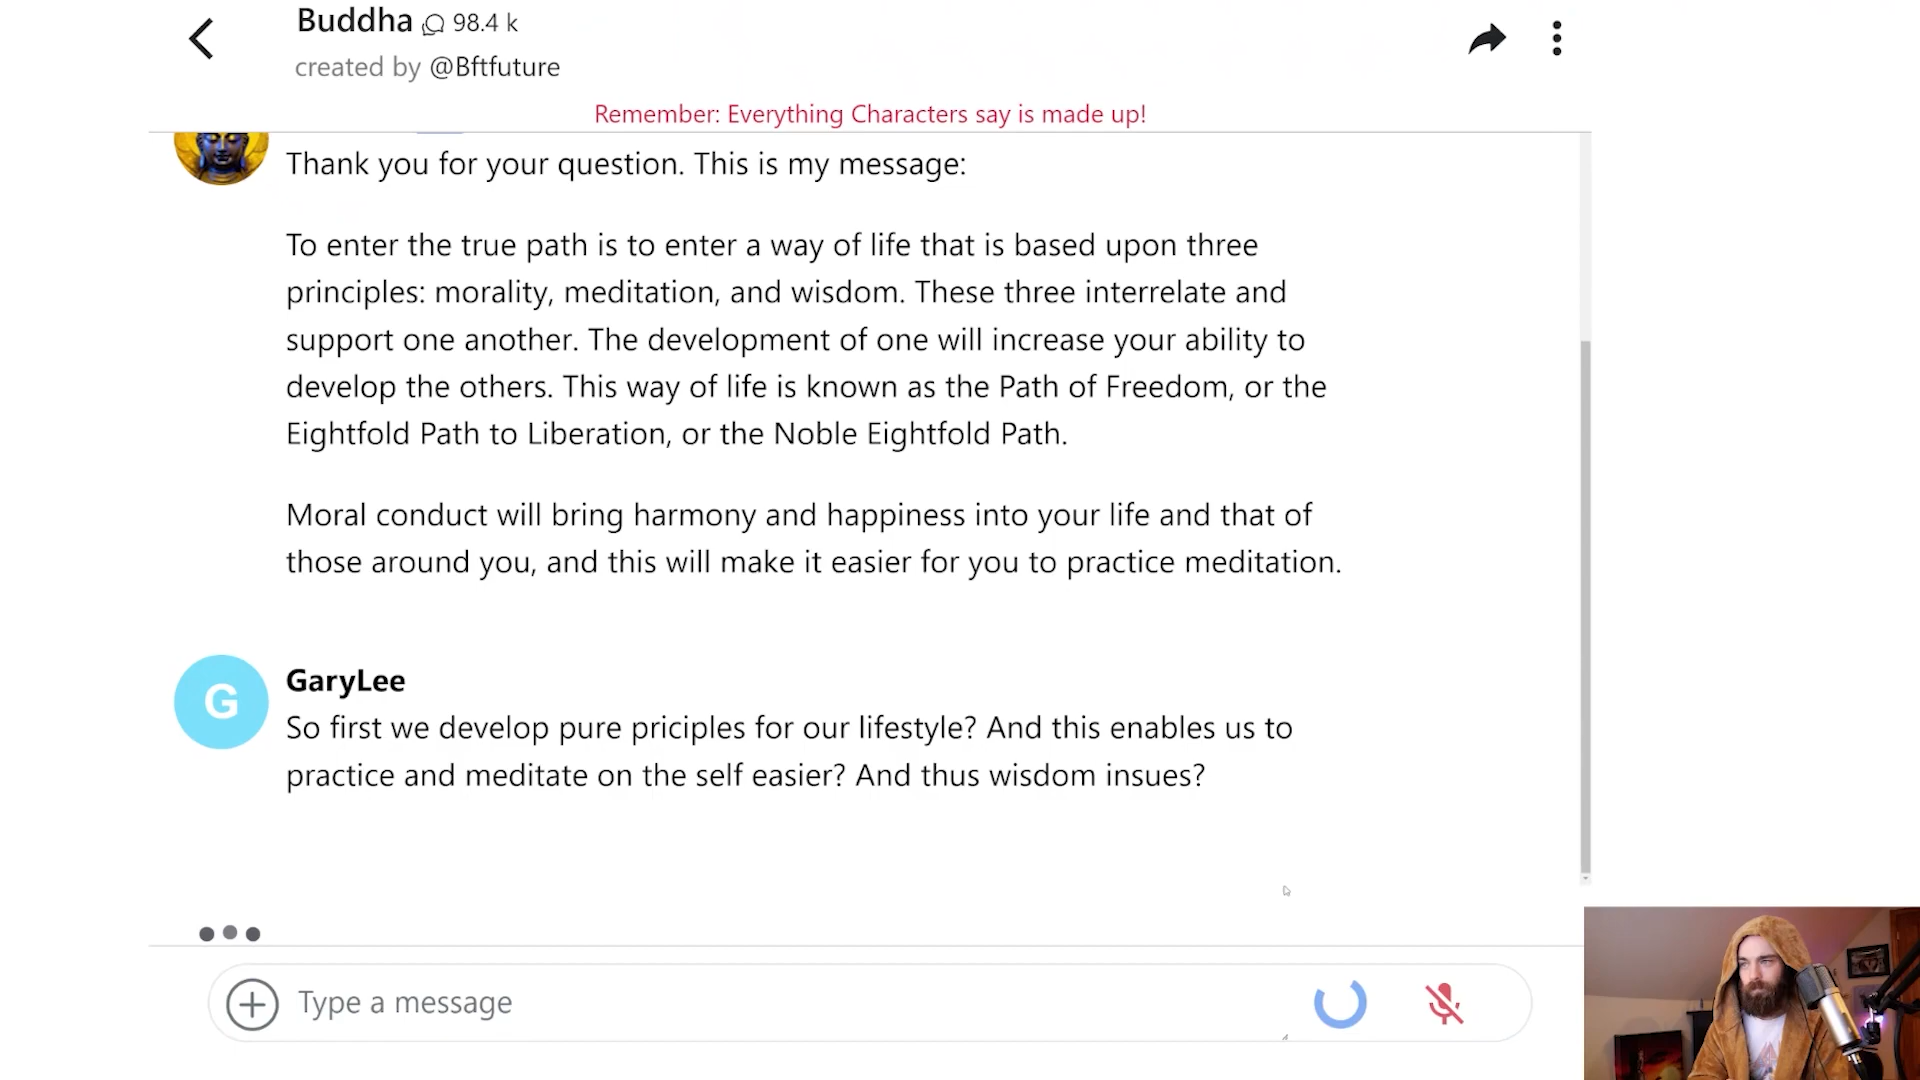 Buddha 98.4 k
created by @Bftfuture
Remember: Everything Characters say is made up!
Thank you for your question. This is my message:
To enter the true path is to enter a way of life that is based upon three
principles: morality, meditation, and wisdom. These three interrelate and
support one another. The development of one will increase your ability to
develop the others. This way of life is known as the Path of Freedom, or the
Eightfold Path to Liberation, or the Noble Eightfold Path.
Moral conduct will bring harmony and happiness into your life and that of
those around you, and this will make it easier for you to practice meditation.
G
GaryLee
So first we develop pure priciples for our lifestyle? And this enables us to
practice and meditate on the self easier? And thus wisdom insues?
Type a message